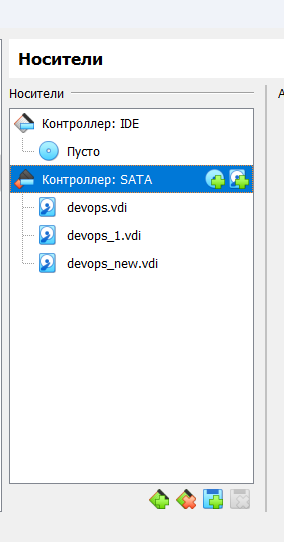 Носители
Носители
Контроллер: IDE
Пусто
Контроллер: SATA
devops.vdi
devops_1.vdi
devops_new.vdi